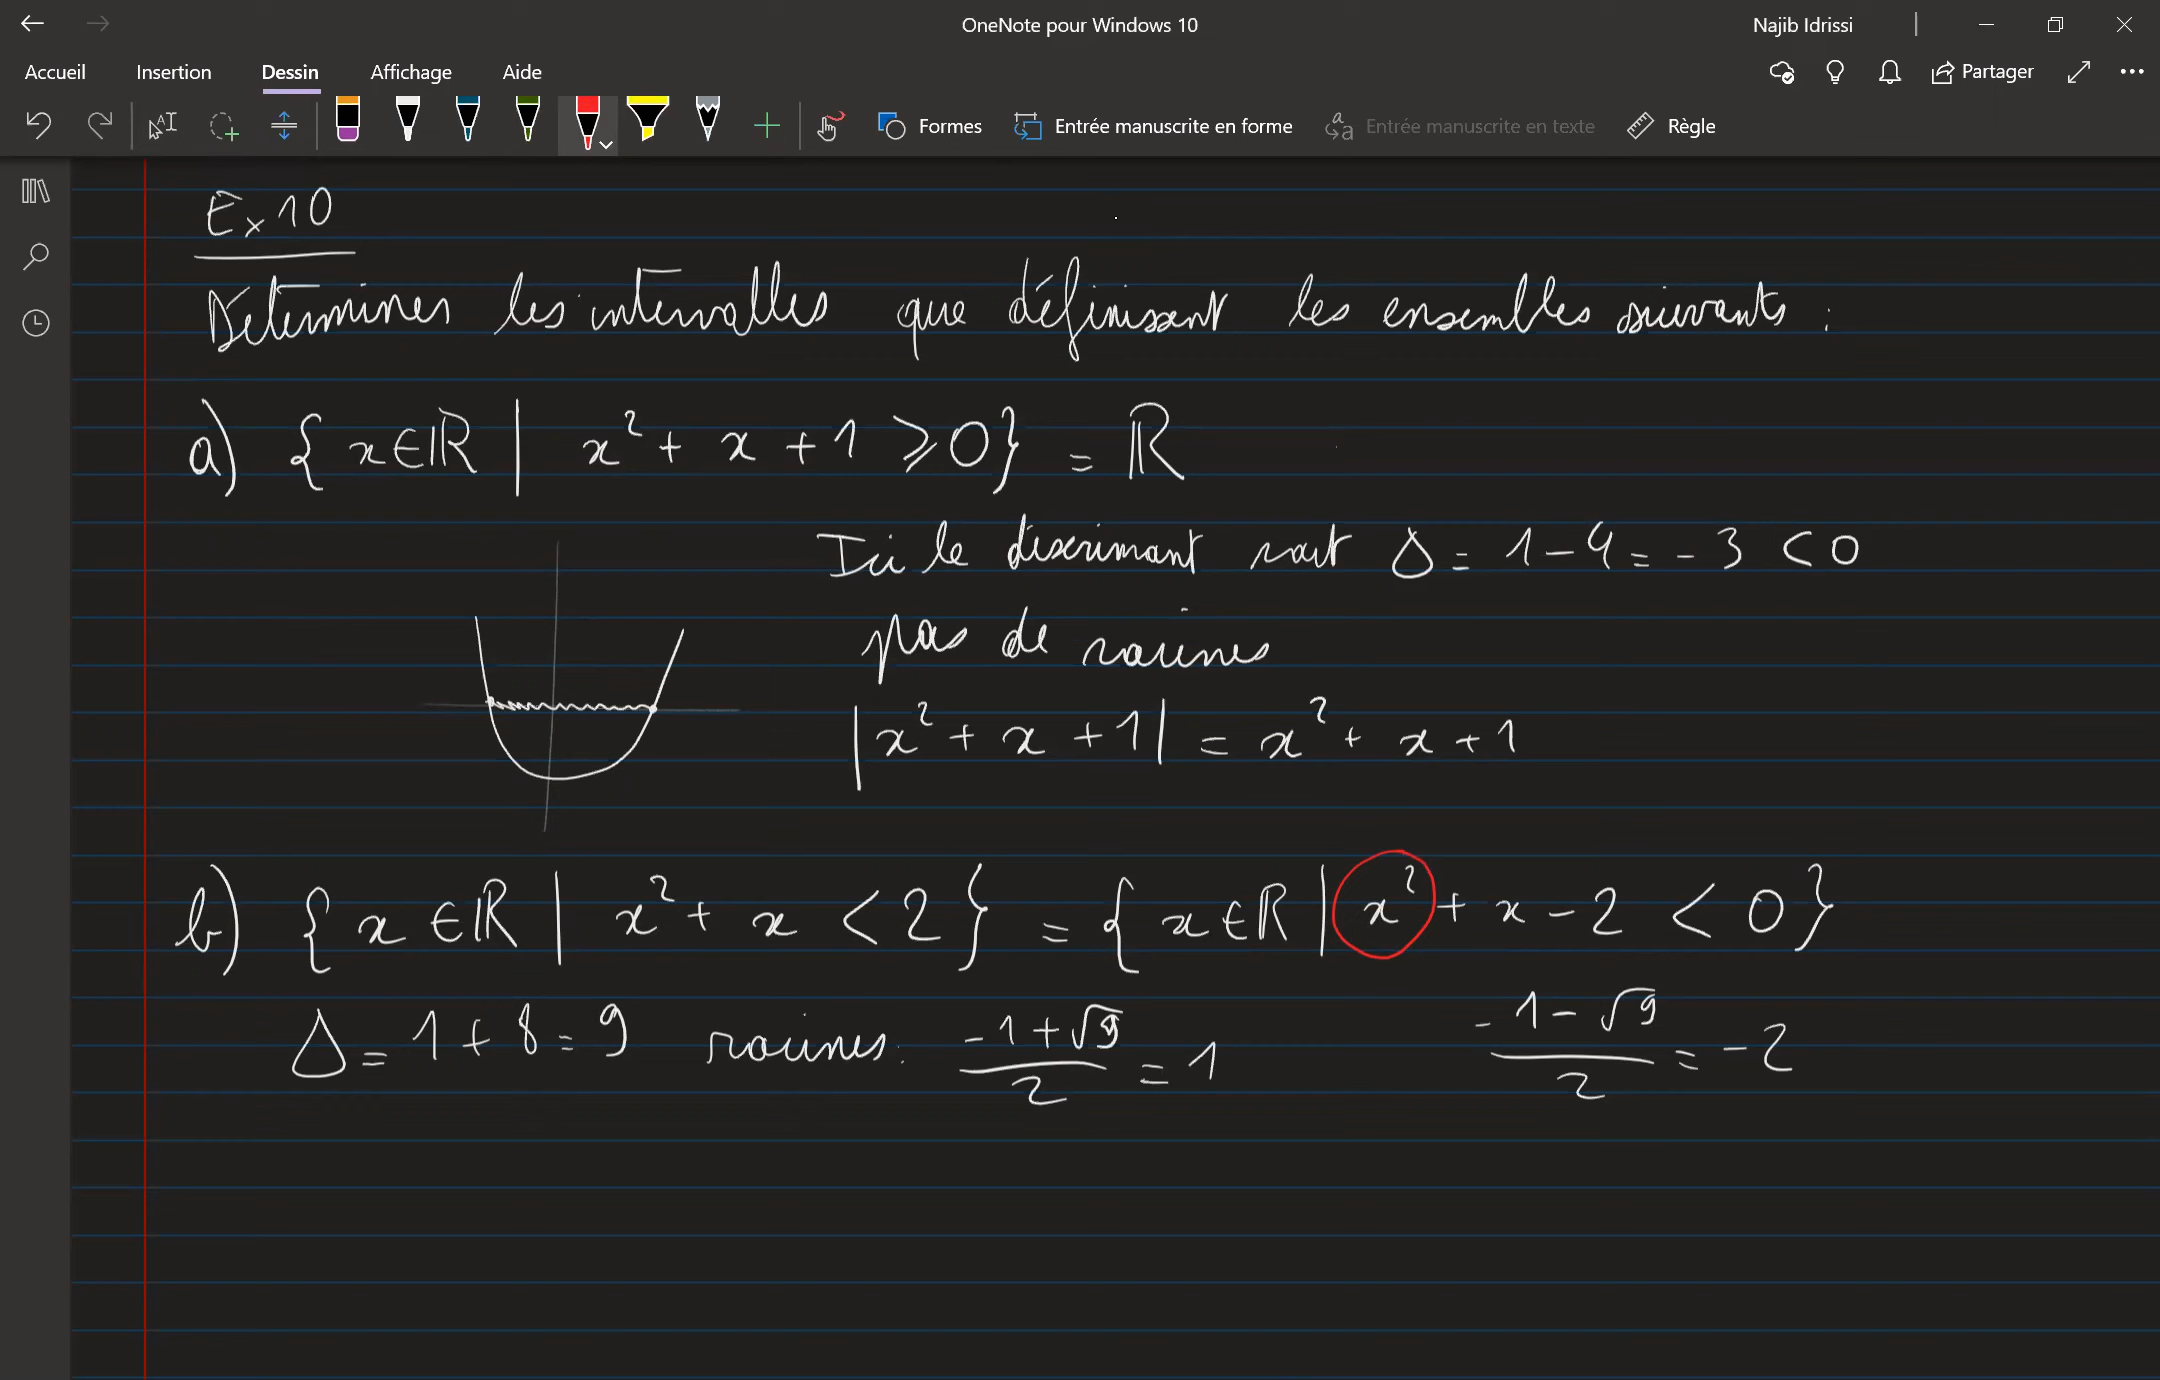 OneNote pour Windows 10
Najib Idrissi
Accueil Insertion Dessin Affichage Aide
Partager
Formes Entrée manuscrite en forme Entrée manuscrite en texte Règle
Ex 10
Déterminer les intervalles que définissent les ensembles suivants :
a) { x ∈ ℝ | x² + x + 1 ⩾ 0 } = ℝ
Ici le discrimant vaut Δ = 1 - 4 = - 3 < 0
pas de racines
| x² + x + 1 | = x² + x + 1
b) { x ∈ ℝ | x² + x < 2 } = { x ∈ ℝ | x² + x - 2 < 0 }
Δ = 1 + 8 = 9 racines : (-1 + √9)/2 = 1 (-1 - √9)/2 = -2